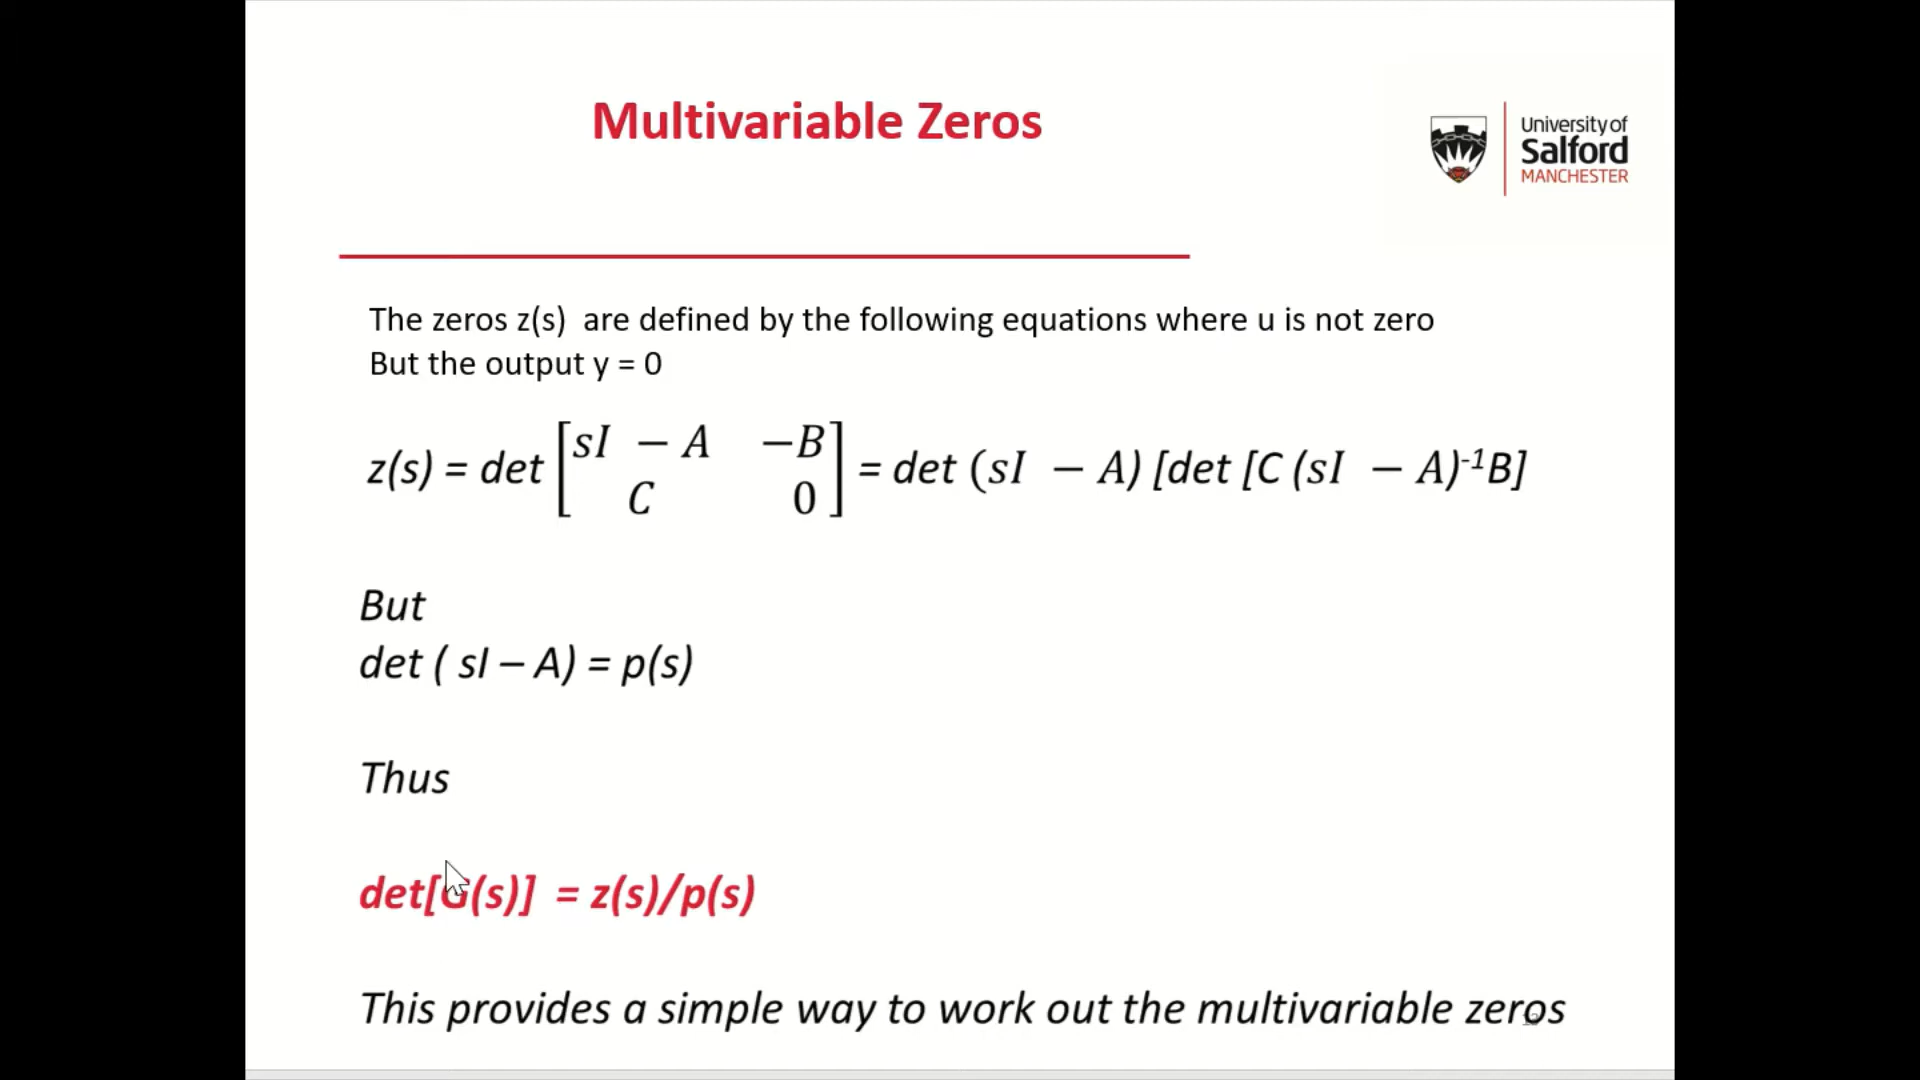 Multivariable Zeros
University of
Salford
MANCHESTER
The zeros z(s) are defined by the following equations where u is not zero
But the output y = 0
z(s) = det [sI − A −B; C 0] = det (sI − A) [det [C (sI − A)⁻¹B]
But
det ( sI – A) = p(s)
Thus
det[G(s)] = z(s)/p(s)
This provides a simple way to work out the multivariable zeros